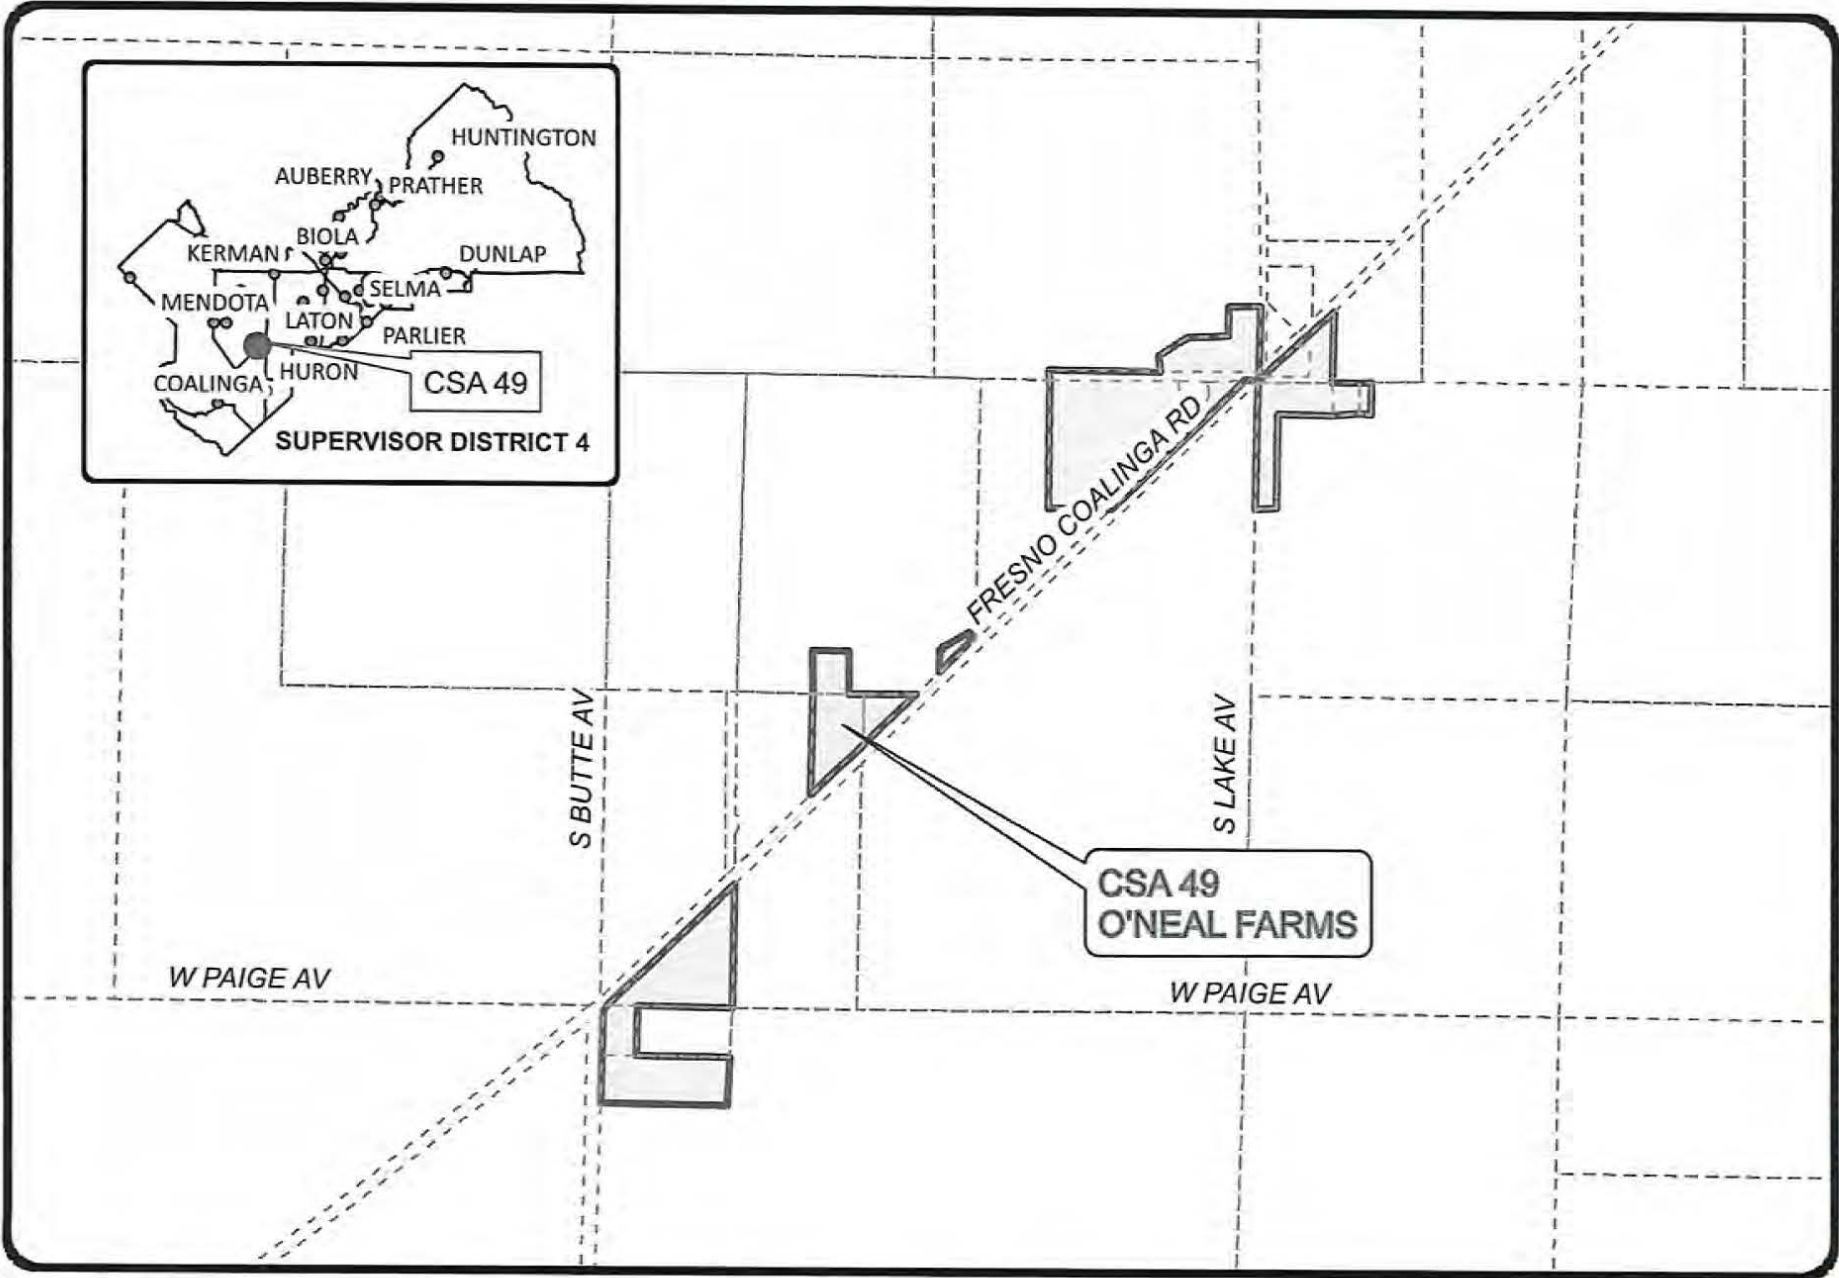 HUNTINGTON
AUBERRY
PRATHER
BIOLA
KERMAN
DUNLAP
MENDOTA
SELMA
LATON
PARLIER
HURON
COALINGA
CSA 49
SUPERVISOR DISTRICT 4
FRESNO COALINGA RD
S BUTTE AV
S LAKE AV
CSA 49
O'NEAL FARMS
W PAIGE AV
W PAIGE AV